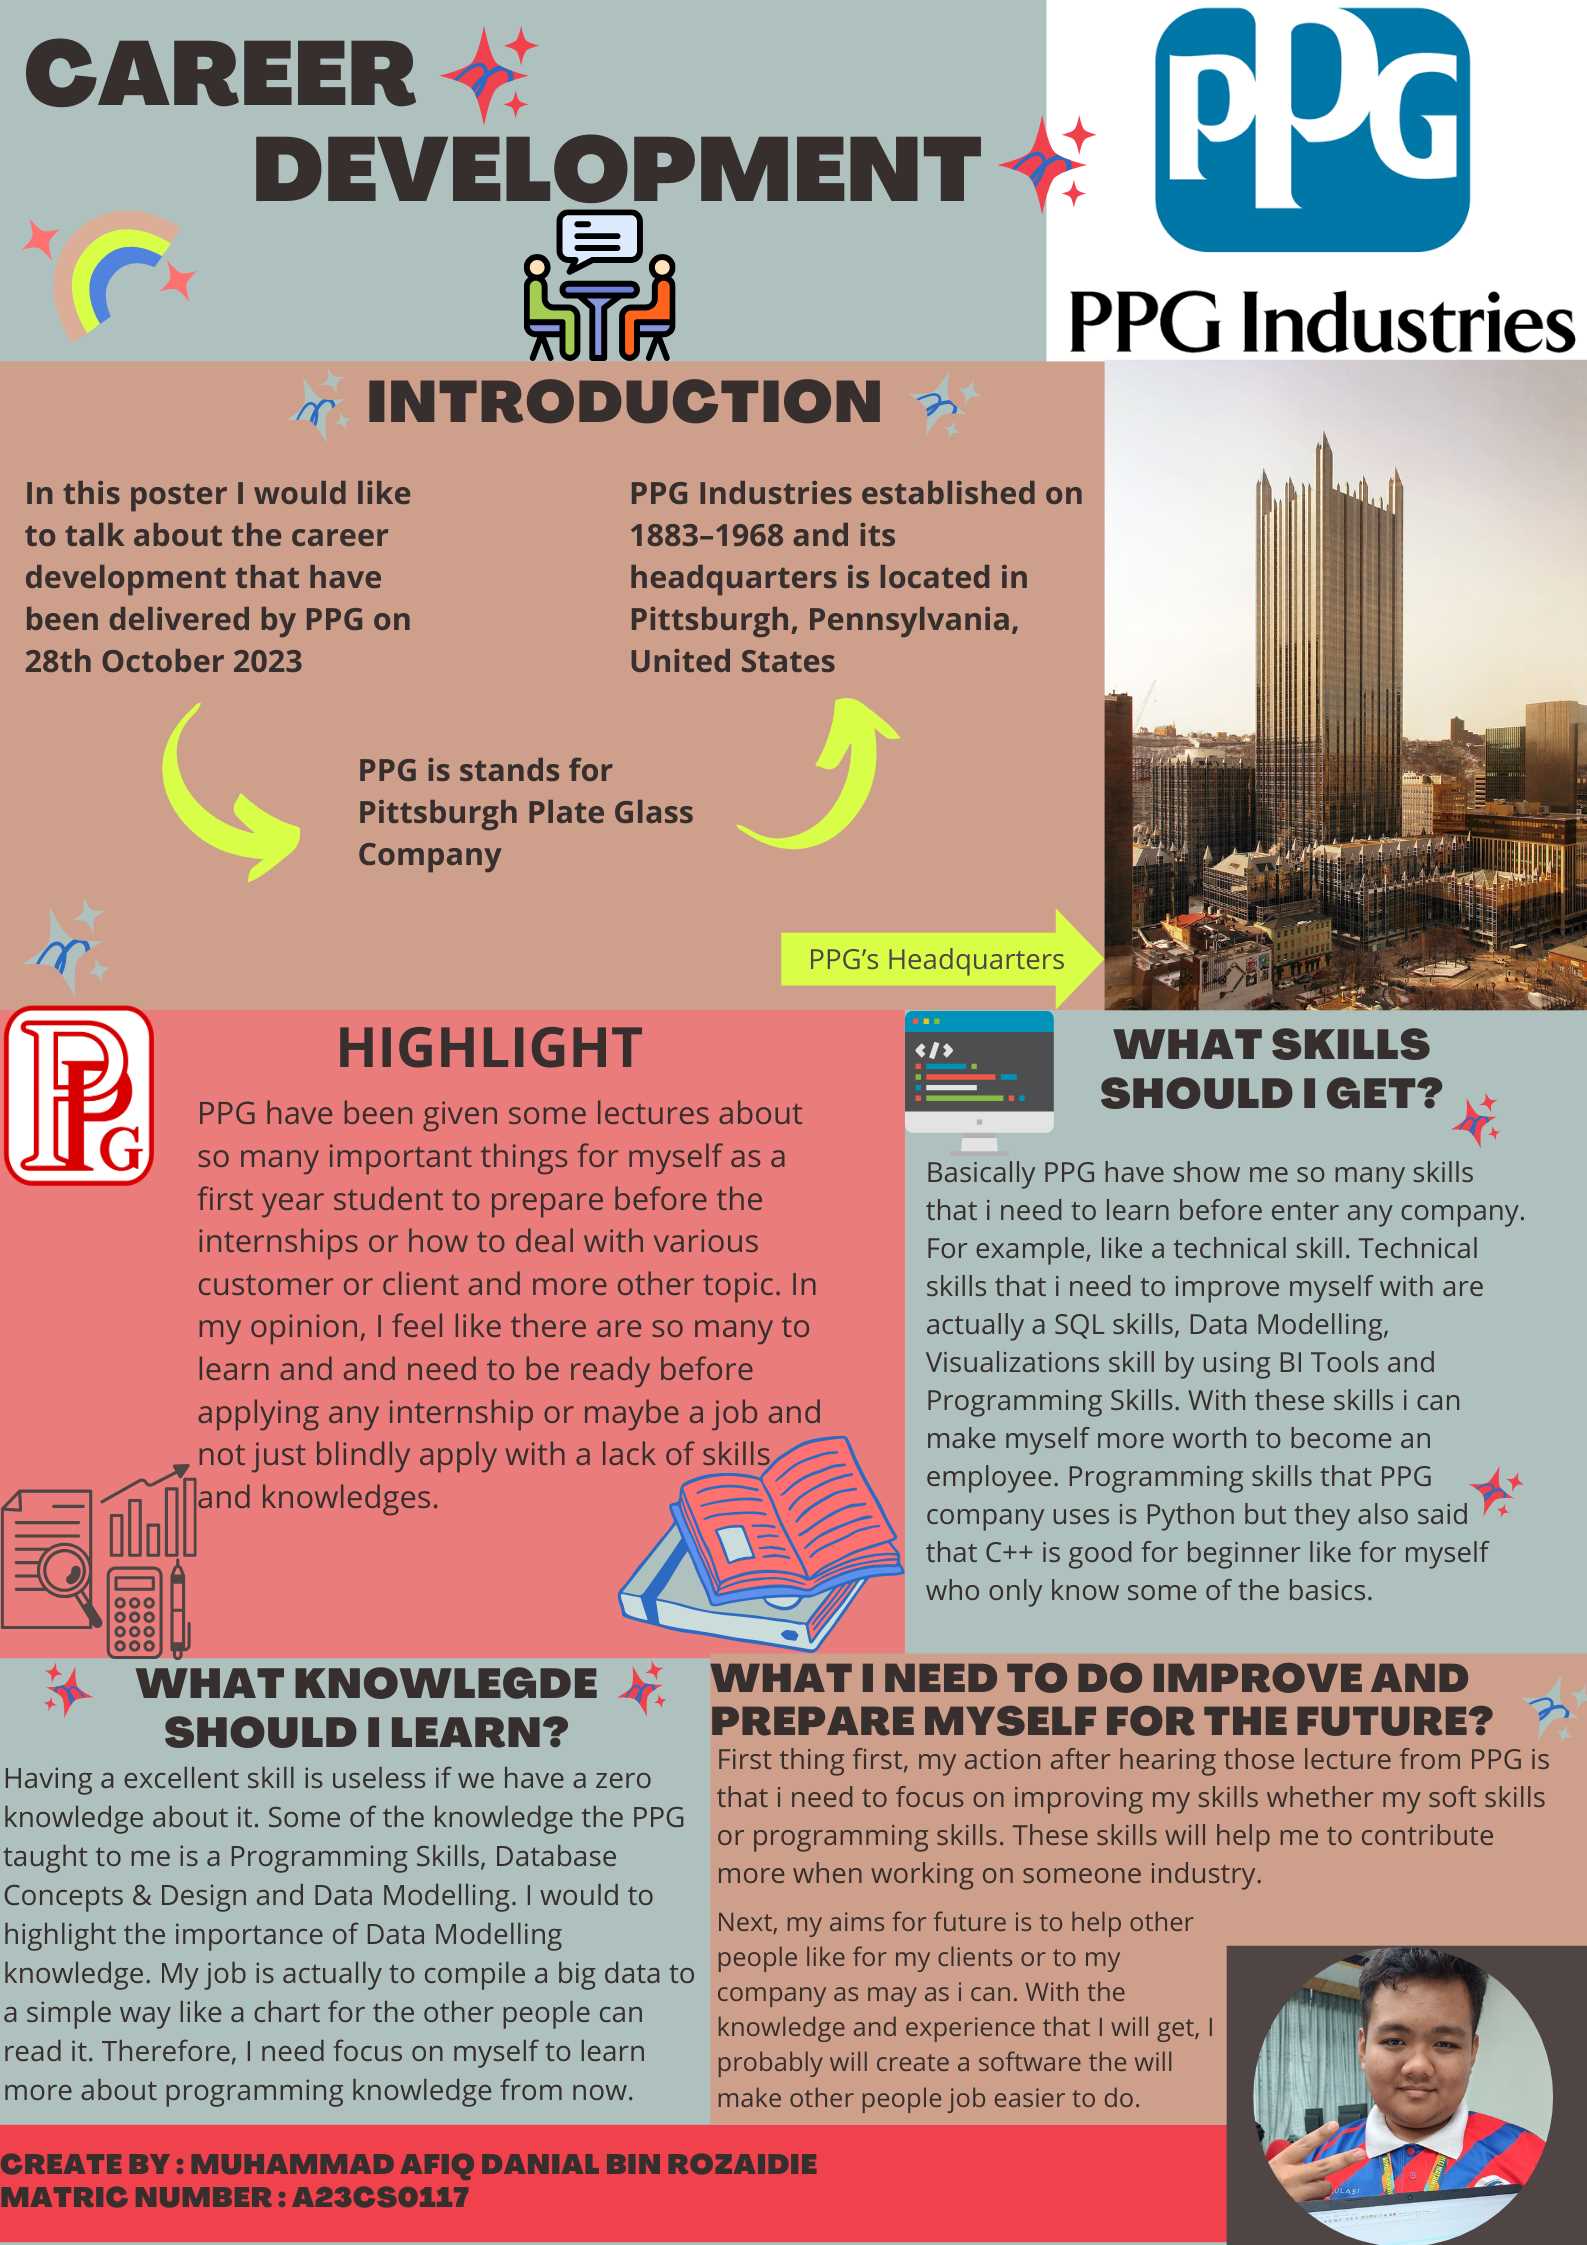 CAREER
DEVELOPMENT
PPG
PPG Industries
INTRODUCTION
In this poster I would like
to talk about the career
development that have
been delivered by PPG on
28th October 2023
PPG is stands for
Pittsburgh Plate Glass
Company
PPG Industries established on
1883–1968 and its
headquarters is located in
Pittsburgh, Pennsylvania,
United States
PPG’s Headquarters
PPG
HIGHLIGHT
PPG have been given some lectures about
so many important things for myself as a
first year student to prepare before the
internships or how to deal with various
customer or client and more other topic. In
my opinion, I feel like there are so many to
learn and and need to be ready before
applying any internship or maybe a job and
not just blindly apply with a lack of skills
and knowledges.
</>
WHAT SKILLS
SHOULD I GET?
Basically PPG have show me so many skills
that i need to learn before enter any company.
For example, like a technical skill. Technical
skills that i need to improve myself with are
actually a SQL skills, Data Modelling,
Visualizations skill by using BI Tools and
Programming Skills. With these skills i can
make myself more worth to become an
employee. Programming skills that PPG
company uses is Python but they also said
that C++ is good for beginner like for myself
who only know some of the basics.
WHAT KNOWLEGDE
SHOULD I LEARN?
Having a excellent skill is useless if we have a zero
knowledge about it. Some of the knowledge the PPG
taught to me is a Programming Skills, Database
Concepts & Design and Data Modelling. I would to
highlight the importance of Data Modelling
knowledge. My job is actually to compile a big data to
a simple way like a chart for the other people can
read it. Therefore, I need focus on myself to learn
more about programming knowledge from now.
WHAT I NEED TO DO IMPROVE AND
PREPARE MYSELF FOR THE FUTURE?
First thing first, my action after hearing those lecture from PPG is
that i need to focus on improving my skills whether my soft skills
or programming skills. These skills will help me to contribute
more when working on someone industry.
Next, my aims for future is to help other
people like for my clients or to my
company as may as i can. With the
knowledge and experience that I will get, I
probably will create a software the will
make other people job easier to do.
CREATE BY : MUHAMMAD AFIQ DANIAL BIN ROZAIDIE
MATRIC NUMBER : A23CS0117